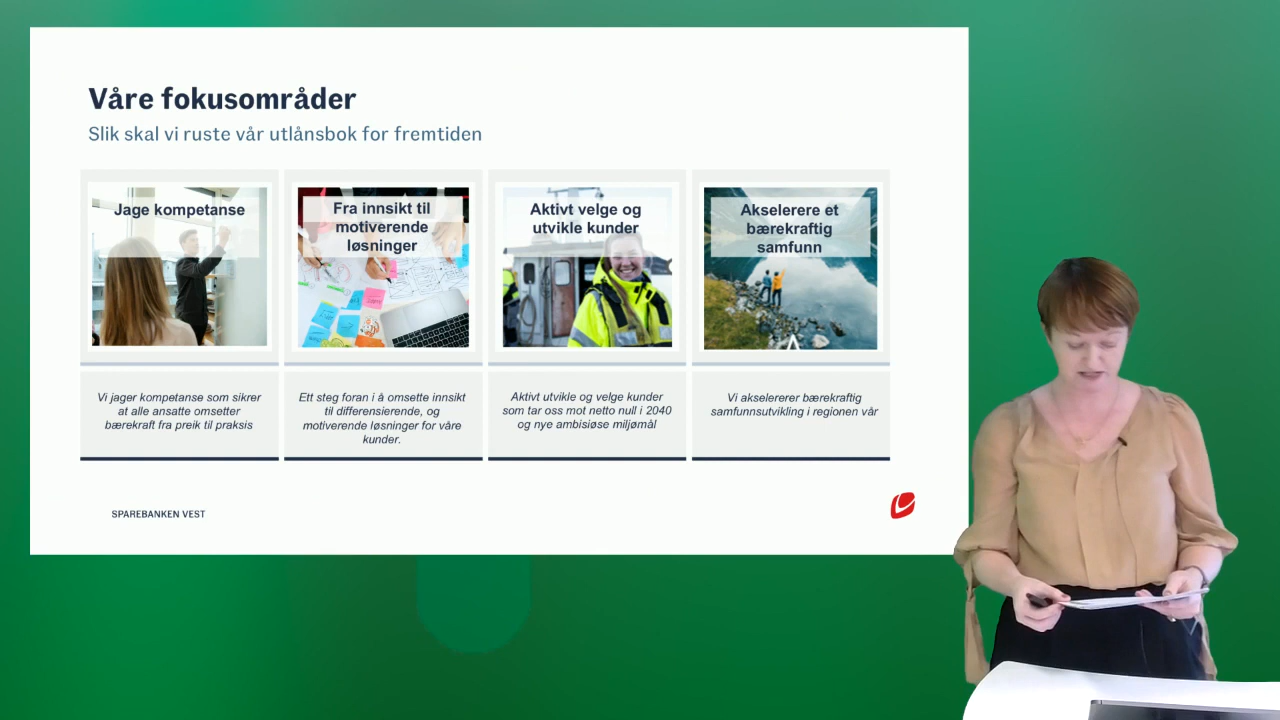 Våre fokusområder
Slik skal vi ruste vår utlånsbok for fremtiden
Jage kompetanse
Fra innsikt til
motiverende
løsninger
Aktivt velge og
utvikle kunder
Akselerere et
bærekraftig
samfunn
Vi jager kompetanse som sikrer
at alle ansatte omsetter
bærekraft fra preik til praksis
Ett steg foran i å omsette innsikt
til differensierende, og
motiverende løsninger for våre
kunder.
Aktivt utvikle og velge kunder
som tar oss mot netto null i 2040
og nye ambisiøse miljømål
Vi akselererer bærekraftig
samfunnsutvikling i regionen vår
SPAREBANKEN VEST